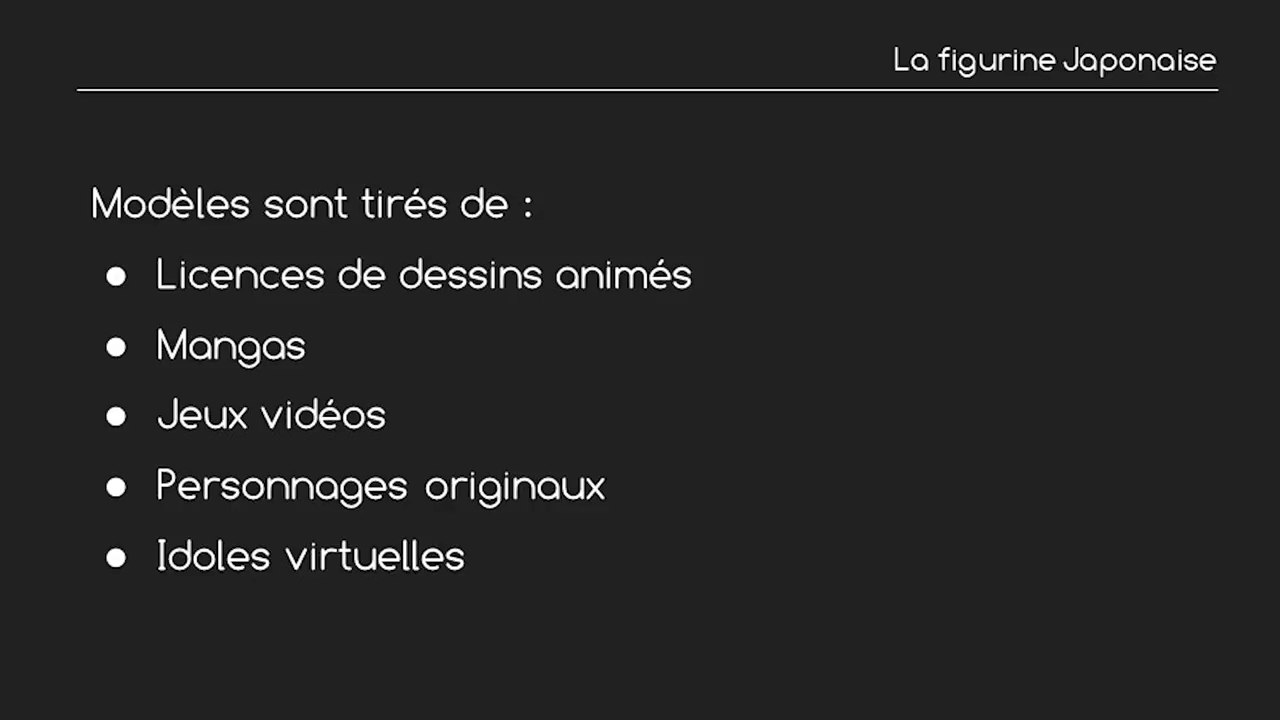 La figurine Japonaise
Modèles sont tirés de :
● Licences de dessins animés
● Mangas
● Jeux vidéos
● Personnages originaux
● Idoles virtuelles